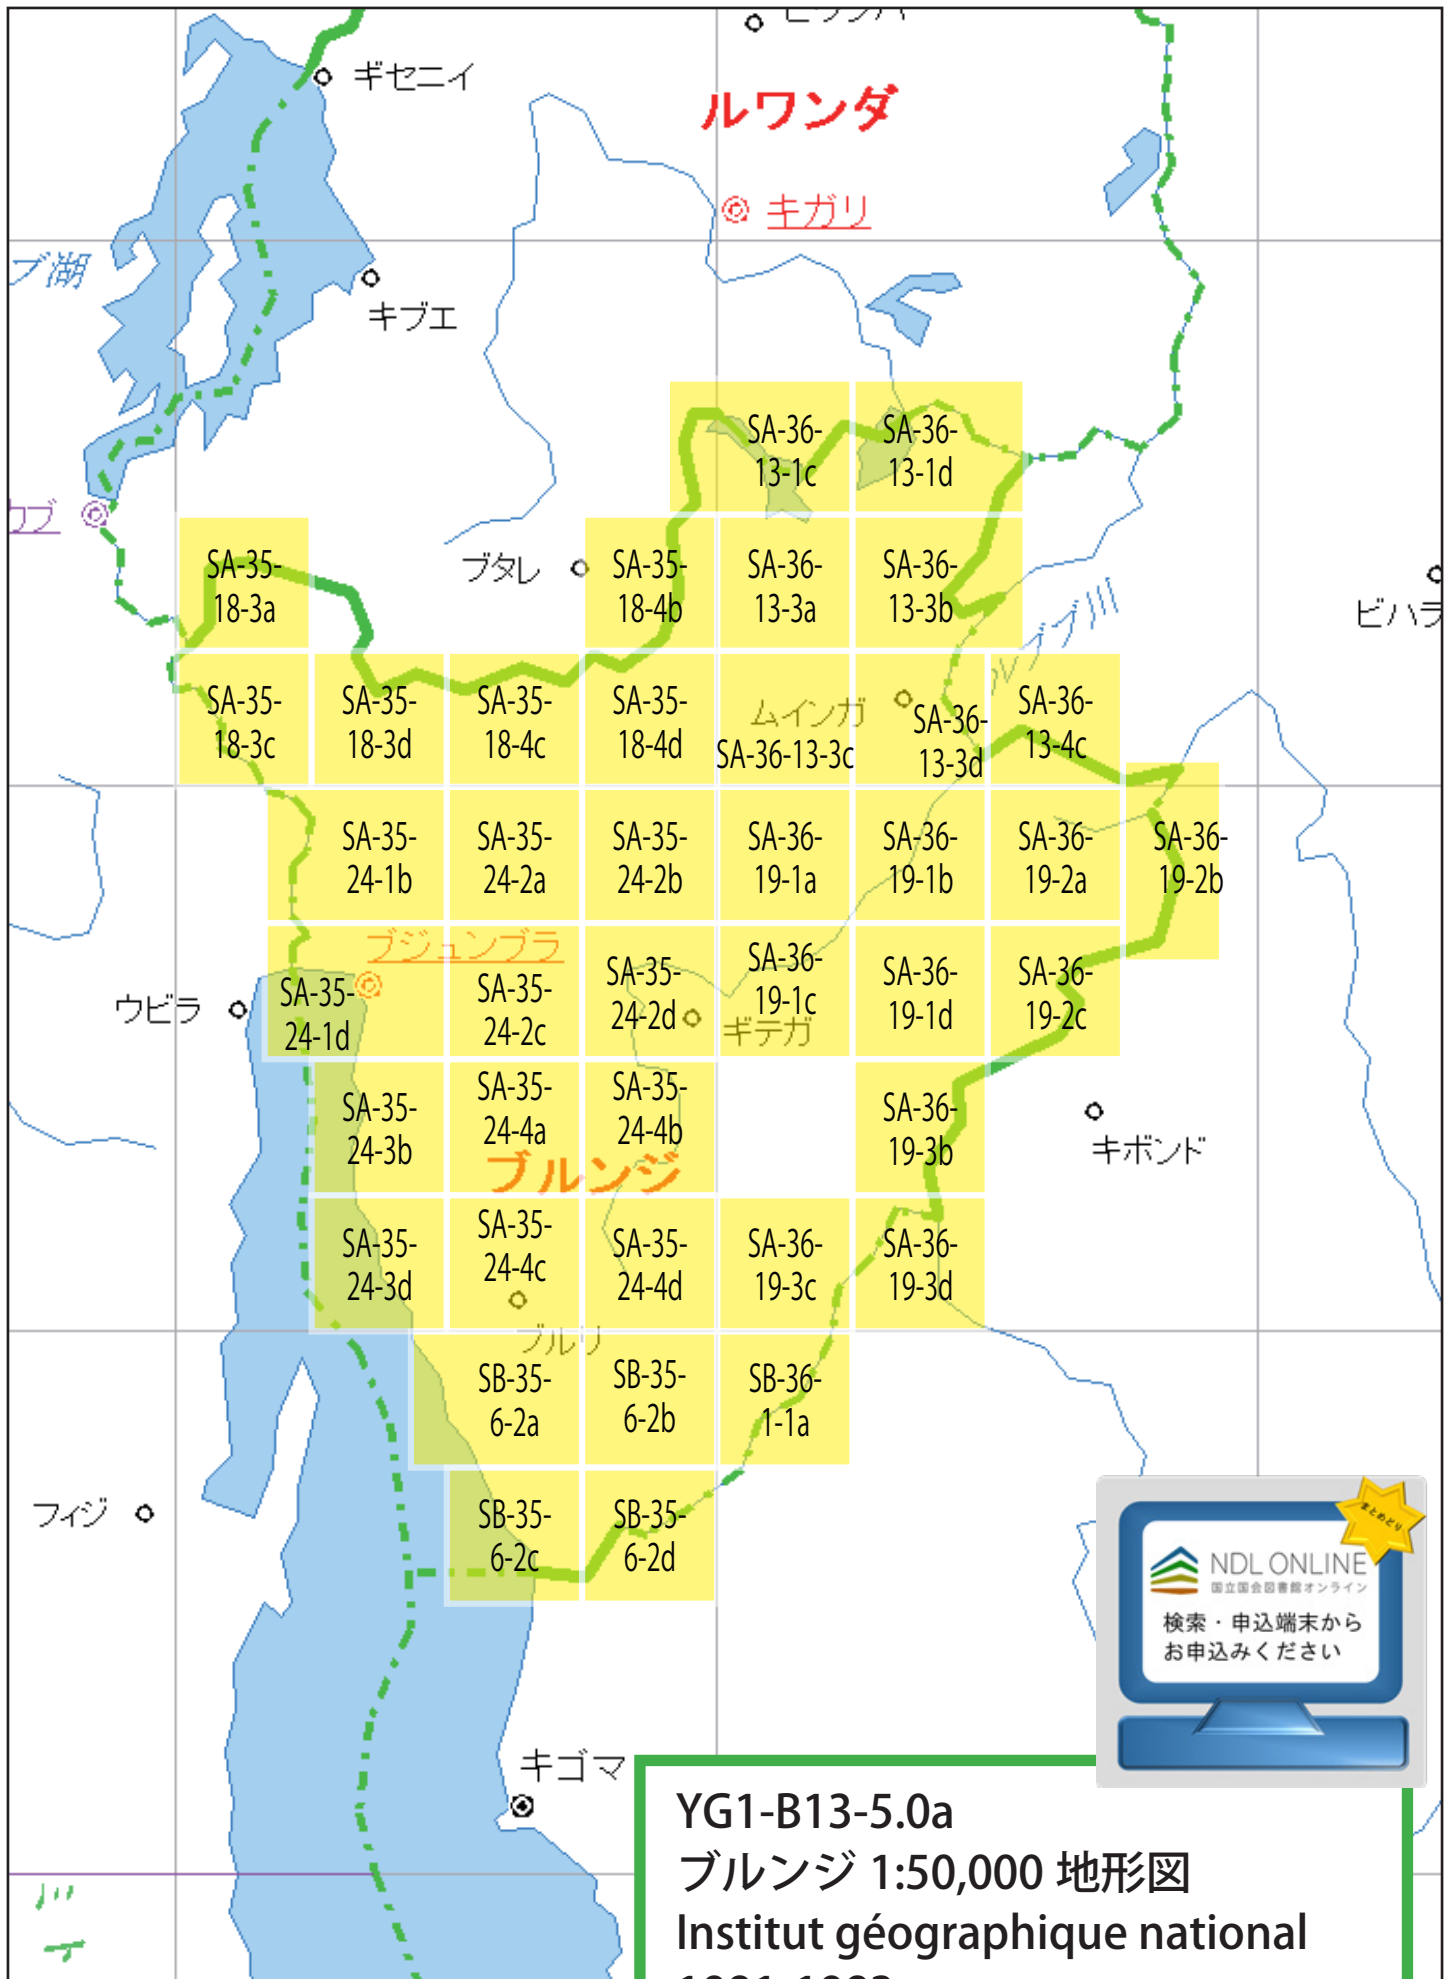 ギセニイ
ルワンダ
キガリ
ブ湖
キブエ
SA-36-
13-1c
SA-36-
13-1d
ブタレ
SA-35-
18-3a
SA-35-
18-4b
SA-36-
13-3a
SA-36-
13-3b
SA-35-
18-3c
SA-35-
18-3d
SA-35-
18-4c
SA-35-
18-4d
ムインガ
SA-36-13-3c
SA-36-
13-3d
SA-36-
13-4c
SA-35-
24-1b
SA-35-
24-2a
SA-35-
24-2b
SA-36-
19-1a
SA-36-
19-1b
SA-36-
19-2a
SA-36-
19-2b
ブジュンブラ
ウビラ
SA-35-
24-1d
SA-35-
24-2c
SA-35-
24-2d
ギテガ
SA-36-
19-1c
SA-36-
19-1d
SA-36-
19-2c
SA-35-
24-3b
SA-35-
24-4a
SA-35-
24-4b
SA-36-
19-3b
キボンド
ブルンジ
SA-35-
24-3d
SA-35-
24-4c
SA-35-
24-4d
SA-36-
19-3c
SA-36-
19-3d
ブルリ
SB-35-
6-2a
SB-35-
6-2b
SB-36-
1-1a
フィジ
SB-35-
6-2c
SB-35-
6-2d
まとめどり
NDL ONLINE
国立国会図書館オンライン
検索・申込端末から
お申込みください
キゴマ
YG1-B13-5.0a
ブルンジ 1:50,000 地形図
Institut géographique national